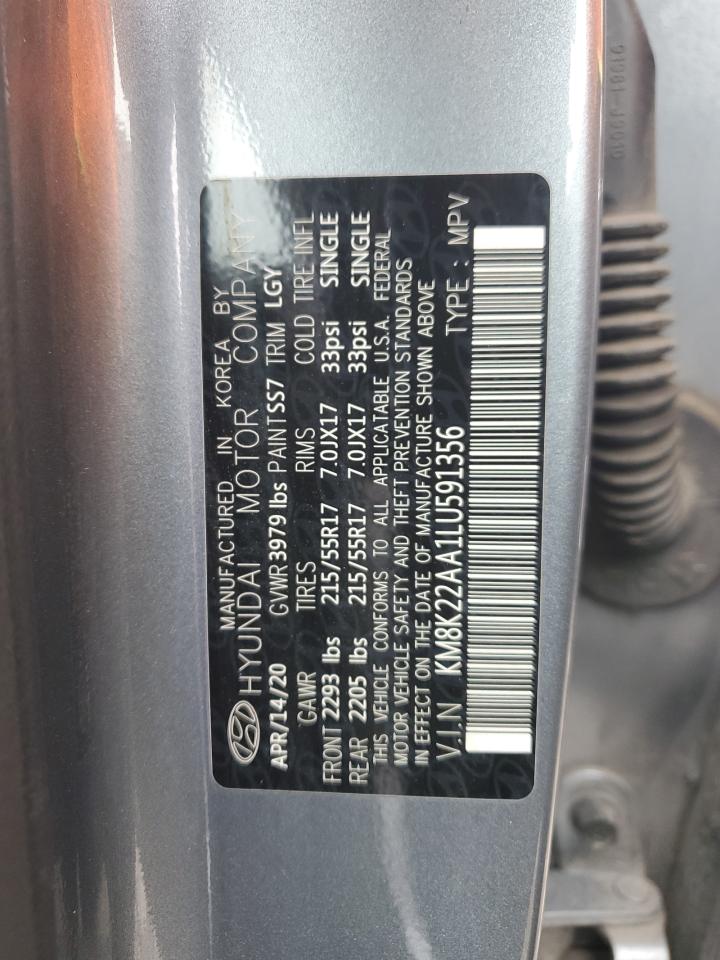 MANUFACTURED IN KOREA BY
HYUNDAI MOTOR COMPANY
APR/14/20 GVWR 3979 lbs PAINT SS7 TRIM LGY
GAWR TIRES RIMS COLD TIRE INFL
FRONT 2293 lbs 215/55R17 7.0JX17 33psi SINGLE
REAR 2205 lbs 215/55R17 7.0JX17 33psi SINGLE
THIS VEHICLE CONFORMS TO ALL APPLICABLE U.S.A. FEDERAL
MOTOR VEHICLE SAFETY AND THEFT PREVENTION STANDARDS
IN EFFECT ON THE DATE OF MANUFACTURE SHOWN ABOVE
V.I.N KM8K22AA1LU591356 TYPE : MPV